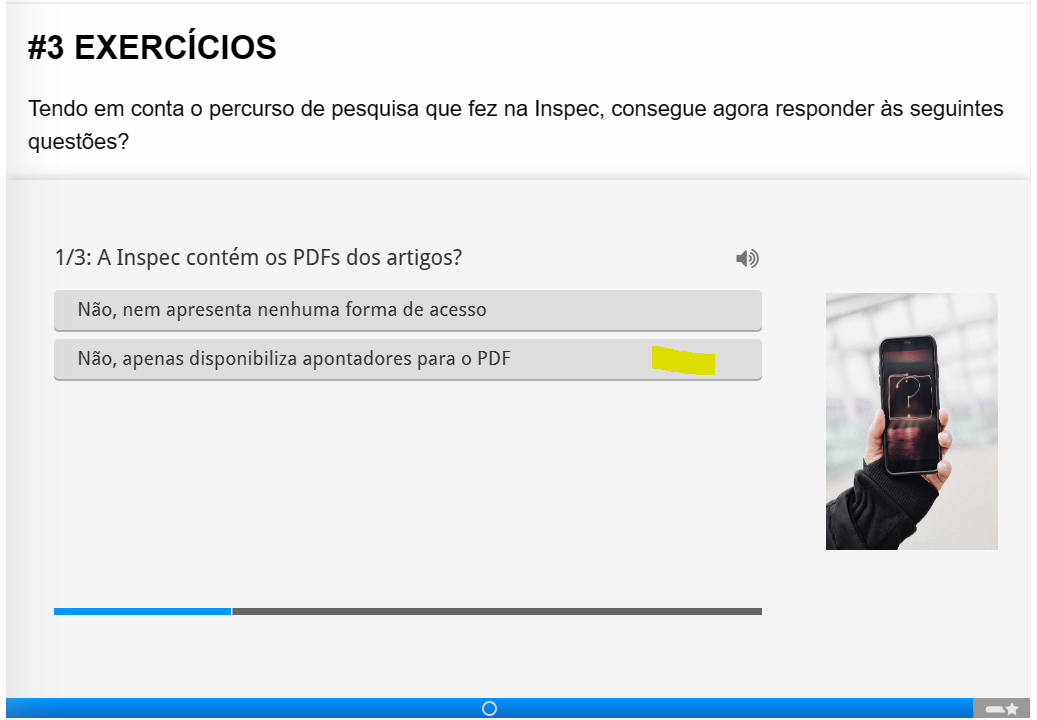 #3 EXERCÍCIOS
Tendo em conta o percurso de pesquisa que fez na Inspec, consegue agora responder às seguintes
questões?
1/3: A Inspec contém os PDFs dos artigos?
Não, nem apresenta nenhuma forma de acesso
Não, apenas disponibiliza apontadores para o PDF
?